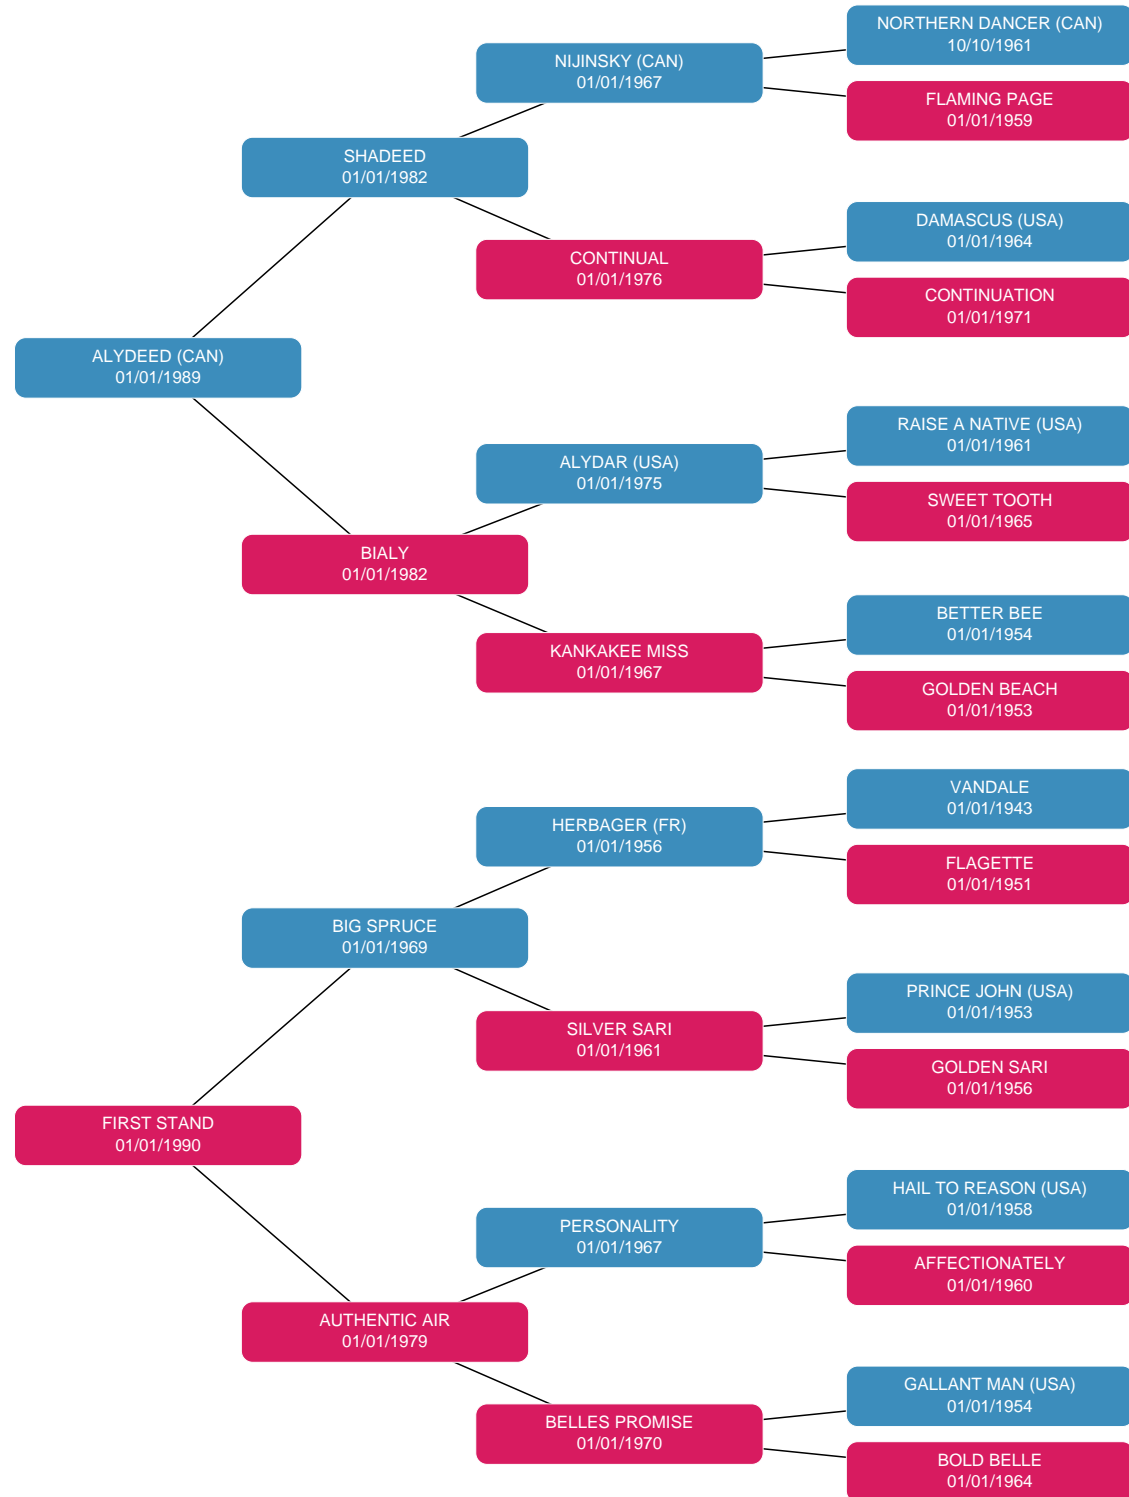 NORTHERN DANCER (CAN)
10/10/1961
NIJINSKY (CAN)
01/01/1967
FLAMING PAGE
01/01/1959
SHADEED
01/01/1982
DAMASCUS (USA)
01/01/1964
CONTINUAL
01/01/1976
CONTINUATION
01/01/1971
ALYDEED (CAN)
01/01/1989
RAISE A NATIVE (USA)
01/01/1961
ALYDAR (USA)
01/01/1975
SWEET TOOTH
01/01/1965
BIALY
01/01/1982
BETTER BEE
01/01/1954
KANKAKEE MISS
01/01/1967
GOLDEN BEACH
01/01/1953
VANDALE
01/01/1943
HERBAGER (FR)
01/01/1956
FLAGETTE
01/01/1951
BIG SPRUCE
01/01/1969
PRINCE JOHN (USA)
01/01/1953
SILVER SARI
01/01/1961
GOLDEN SARI
01/01/1956
FIRST STAND
01/01/1990
HAIL TO REASON (USA)
01/01/1958
PERSONALITY
01/01/1967
AFFECTIONATELY
01/01/1960
AUTHENTIC AIR
01/01/1979
GALLANT MAN (USA)
01/01/1954
BELLES PROMISE
01/01/1970
BOLD BELLE
01/01/1964